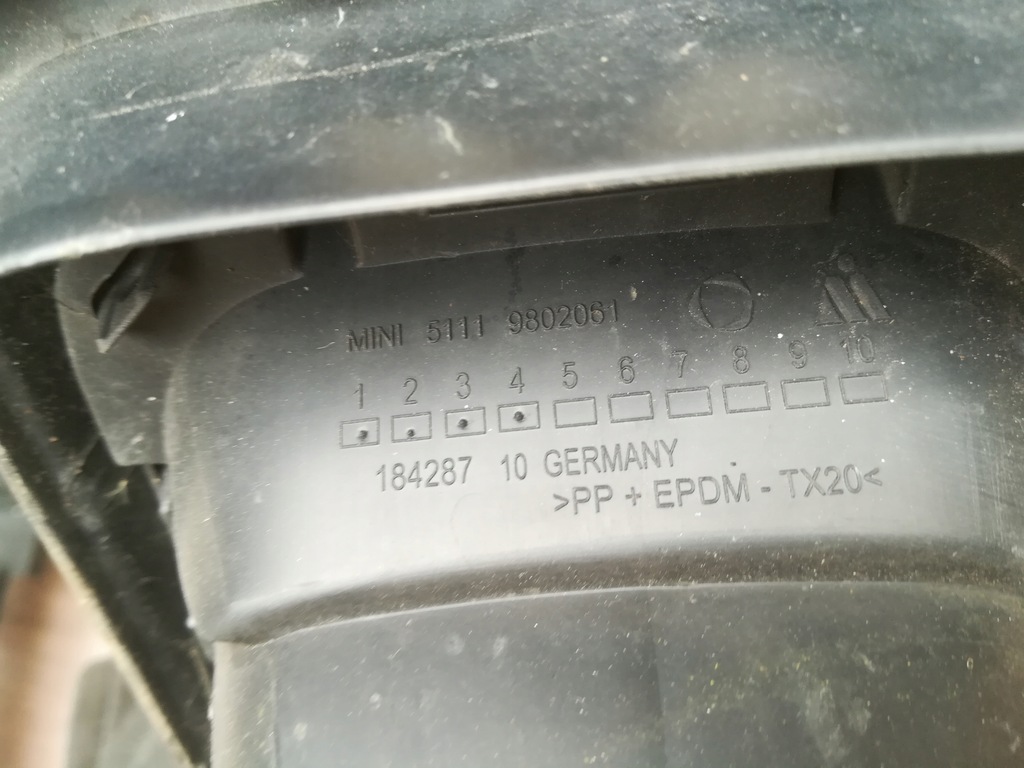 MINI 5111 9802061
1 2 3 4 5 6 7 8 9 10
184287 10 GERMANY
>PP + EPDM - TX20<